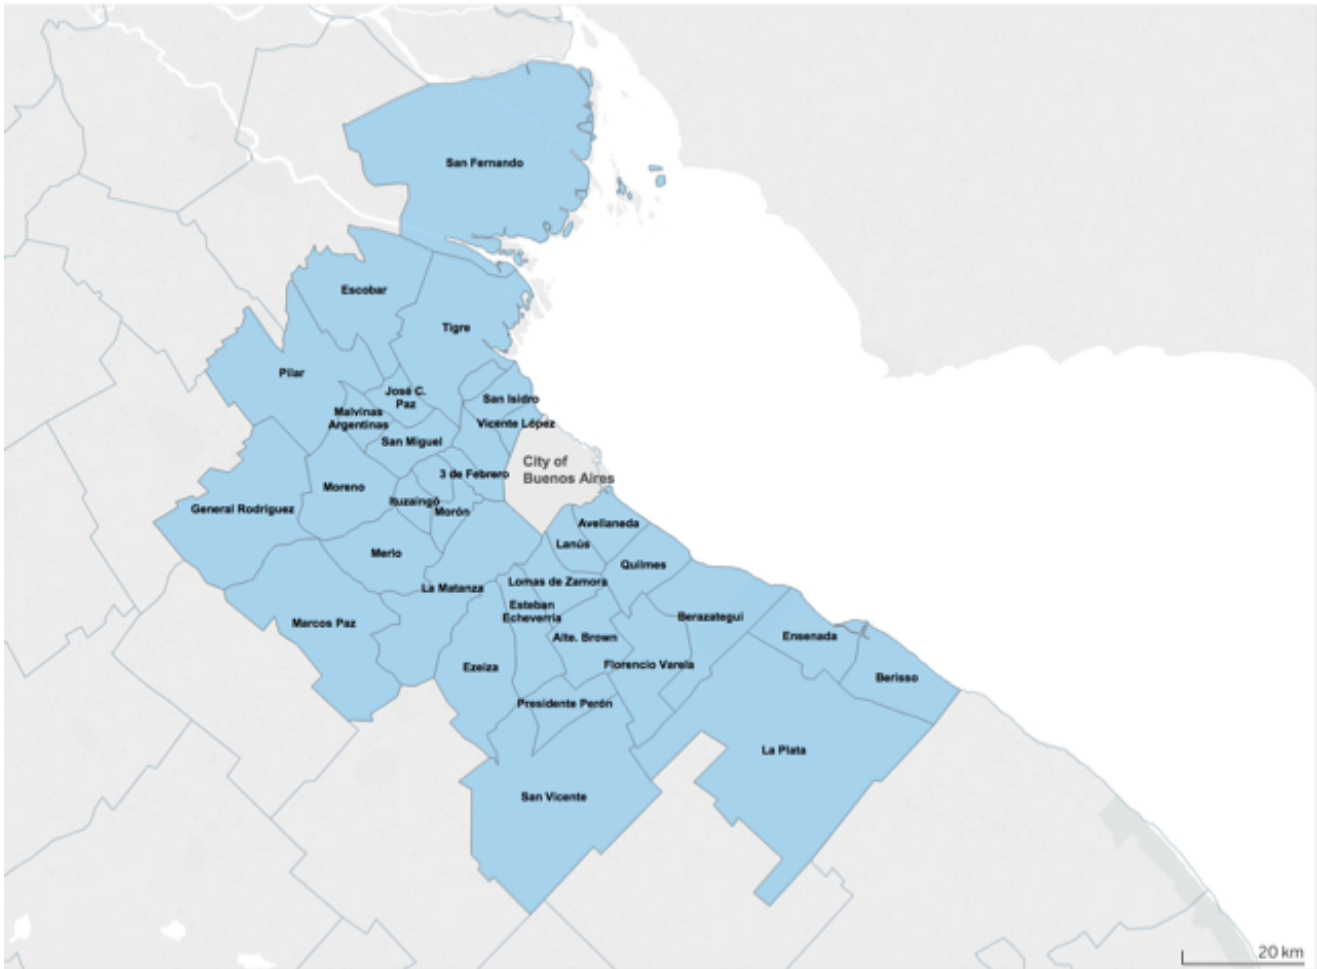 San Fernando
Escobar
Tigre
Pilar
José C.
Paz
San Isidro
Malvinas
Argentinas
Vicente López
San Miguel
City of
Buenos Aires
3 de Febrero
Moreno
Ituzaingó
General Rodríguez
Morón
Avellaneda
Lanús
Merlo
Quilmes
Lomas de Zamora
La Matanza
Esteban
Echeverría
Berazategui
Marcos Paz
Alte. Brown
Ensenada
Ezeiza
Florencio Varela
Berisso
Presidente Perón
La Plata
San Vicente
20 km